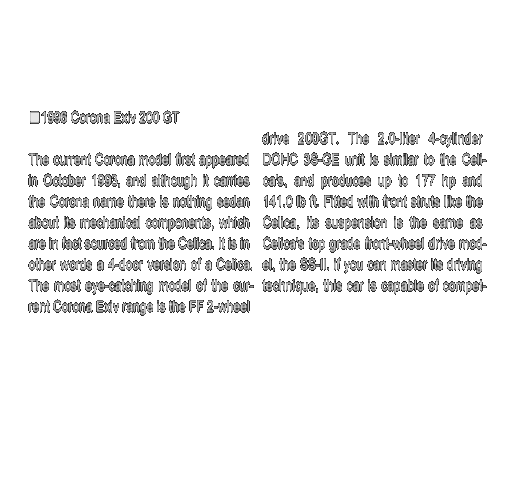 □1996 Corona Exiv 200 GT
The current Corona model first appeared
in October 1993, and although it carries
the Corona name there is nothing sedan
about its mechanical components, which
are in fact sourced from the Celica. It is in
other words a 4-door version of a Celica.
The most eye-catching model of the cur-
rent Corona Exiv range is the FF 2-wheel
drive 200GT. The 2.0-liter 4-cylinder
DOHC 3S-GE unit is similar to the Celi-
ca's, and produces up to 177 hp and
141.0 lb ft. Fitted with front struts like the
Celica, its suspension is the same as
Celica's top grade front-wheel drive mod-
el, the SS-II. If you can master its driving
technique, this car is capable of compet-